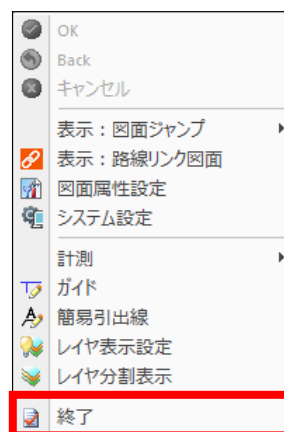 OK
Back
キャンセル
表示：図面ジャンプ
表示：路線リンク図面
図面属性設定
システム設定
計測
ガイド
簡易引出線
レイヤ表示設定
レイヤ分割表示
終了